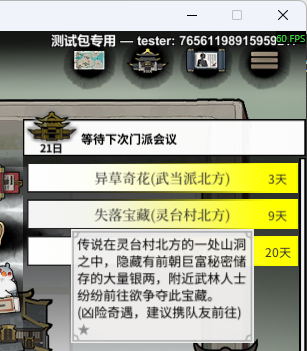 测试包专用 — tester: 7656119891595928
60 FPS
21日
等待下次门派会议
异草奇花(武当派北方) 3天
失落宝藏(灵台村北方) 9天
20天
传说在灵台村北方的一处山洞
之中，隐藏有前朝巨富秘密储
存的大量银两，附近武林人士
纷纷前往欲争夺此宝藏。
(凶险奇遇，建议携队友前往)
★